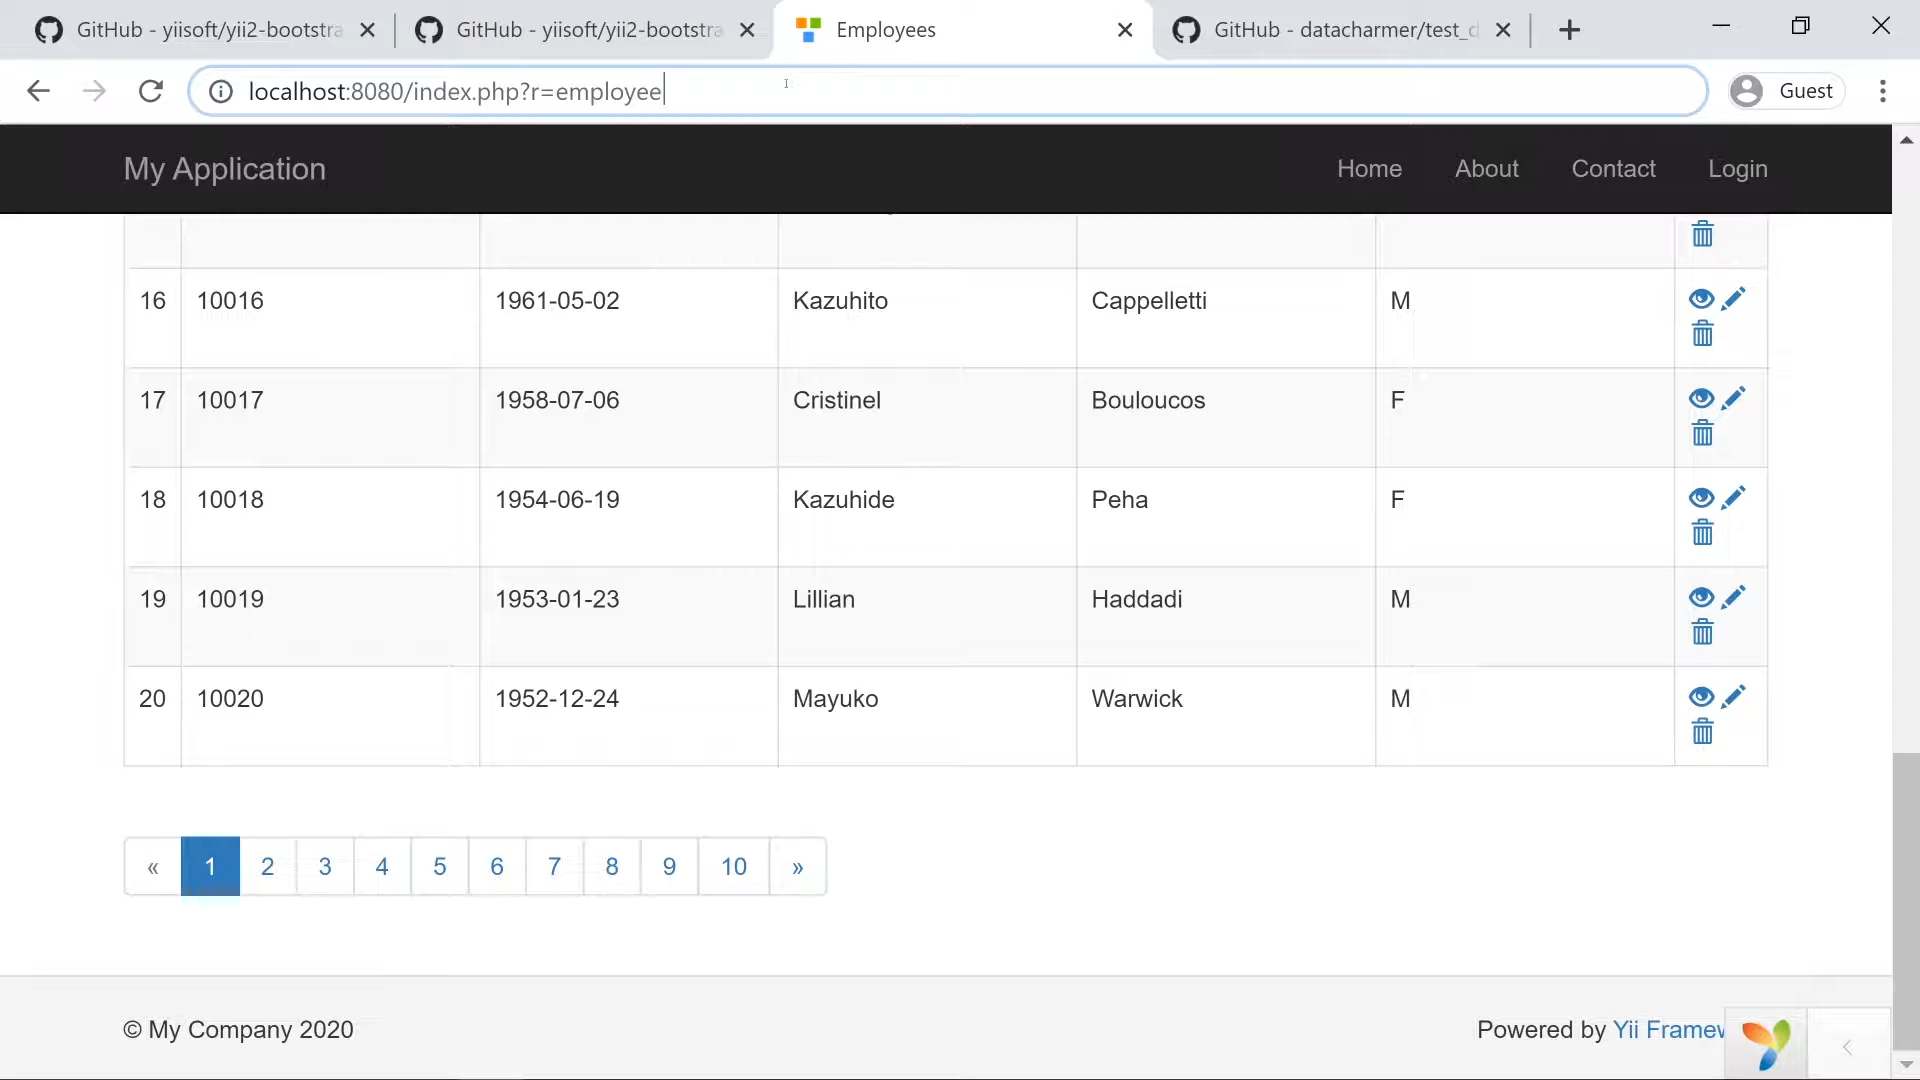 GitHub - yiisoft/yii2-bootstra
GitHub - yiisoft/yii2-bootstra
Employees
GitHub - datacharmer/test_d
localhost:8080/index.php?r=employee
Guest
My Application
Home
About
Contact
Login
16 10016 1961-05-02 Kazuhito Cappelletti M
17 10017 1958-07-06 Cristinel Bouloucos F
18 10018 1954-06-19 Kazuhide Peha F
19 10019 1953-01-23 Lillian Haddadi M
20 10020 1952-12-24 Mayuko Warwick M
« 1 2 3 4 5 6 7 8 9 10 »
© My Company 2020
Powered by Yii Framew